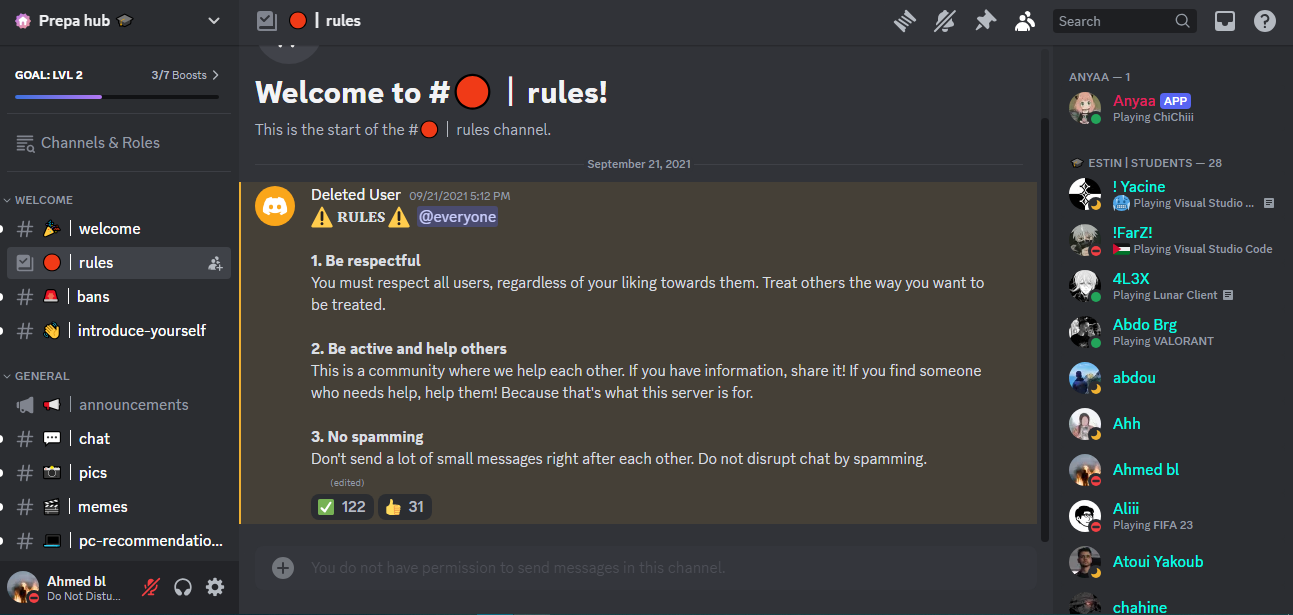 Prepa hub
| rules
Search
GOAL: LVL 2
3/7 Boosts
Channels & Roles
WELCOME
| welcome
| rules
| bans
| introduce-yourself
GENERAL
| announcements
| chat
| pics
| memes
| pc-recommendatio...
Ahmed bl
Do Not Distu...
Welcome to # | rules!
This is the start of the # | rules channel.
September 21, 2021
Deleted User 09/21/2021 5:12 PM
⚠️ RULES ⚠️ @everyone
1. Be respectful
You must respect all users, regardless of your liking towards them. Treat others the way you want to
be treated.
2. Be active and help others
This is a community where we help each other. If you have information, share it! If you find someone
who needs help, help them! Because that's what this server is for.
3. No spamming
Don't send a lot of small messages right after each other. Do not disrupt chat by spamming.
(edited)
122
31
You do not have permission to send messages in this channel.
ANYAA — 1
Anyaa APP
Playing ChiChiii
ESTIN | STUDENTS — 28
! Yacine
Playing Visual Studio ...
!FarZ!
Playing Visual Studio Code
4L3X
Playing Lunar Client
Abdo Brg
Playing VALORANT
abdou
Ahh
Ahmed bl
Aliii
Playing FIFA 23
Atoui Yakoub
chahine